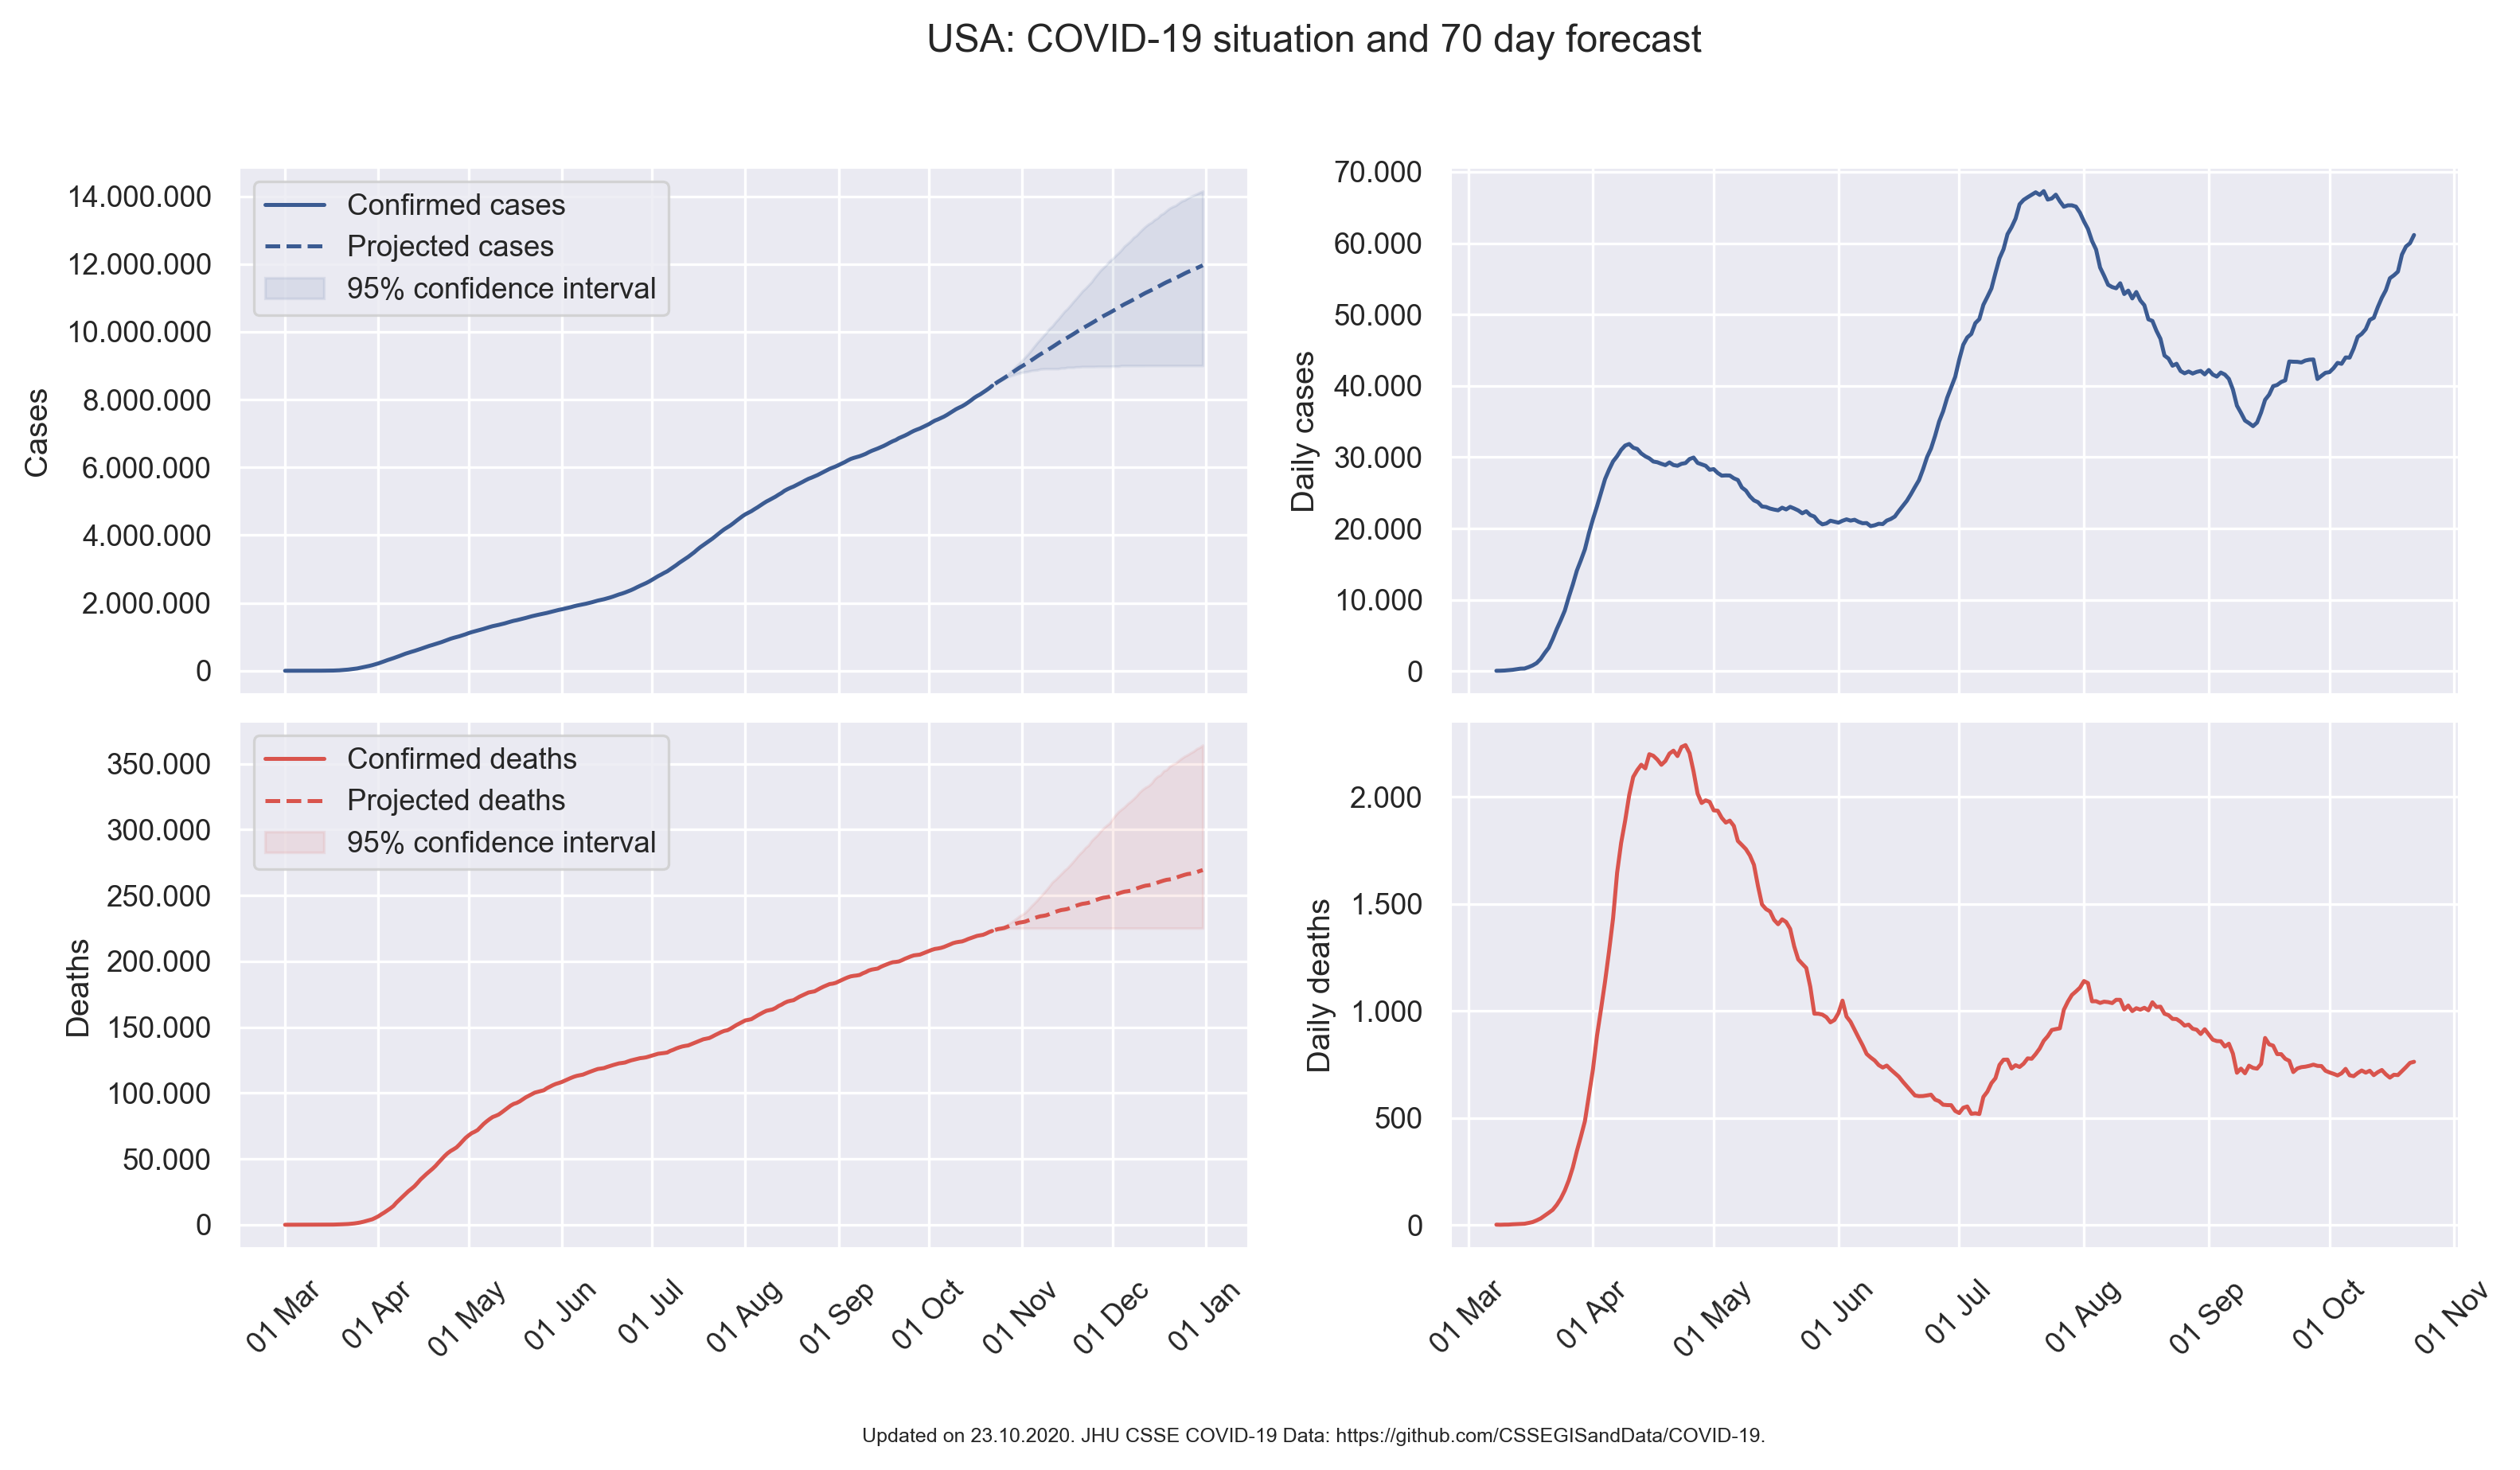 USA: COVID-19 situation and 70 day forecast
Cases
14.000.000
12.000.000
10.000.000
8.000.000
6.000.000
4.000.000
2.000.000
0
Confirmed cases
Projected cases
95% confidence interval
Daily cases
70.000
60.000
50.000
40.000
30.000
20.000
10.000
0
Deaths
350.000
300.000
250.000
200.000
150.000
100.000
50.000
0
Confirmed deaths
Projected deaths
95% confidence interval
01 Mar
01 Apr
01 May
01 Jun
01 Jul
01 Aug
01 Sep
01 Oct
01 Nov
01 Dec
01 Jan
Daily deaths
2.000
1.500
1.000
500
0
01 Mar
01 Apr
01 May
01 Jun
01 Jul
01 Aug
01 Sep
01 Oct
01 Nov
Updated on 23.10.2020. JHU CSSE COVID-19 Data: https://github.com/CSSEGISandData/COVID-19.